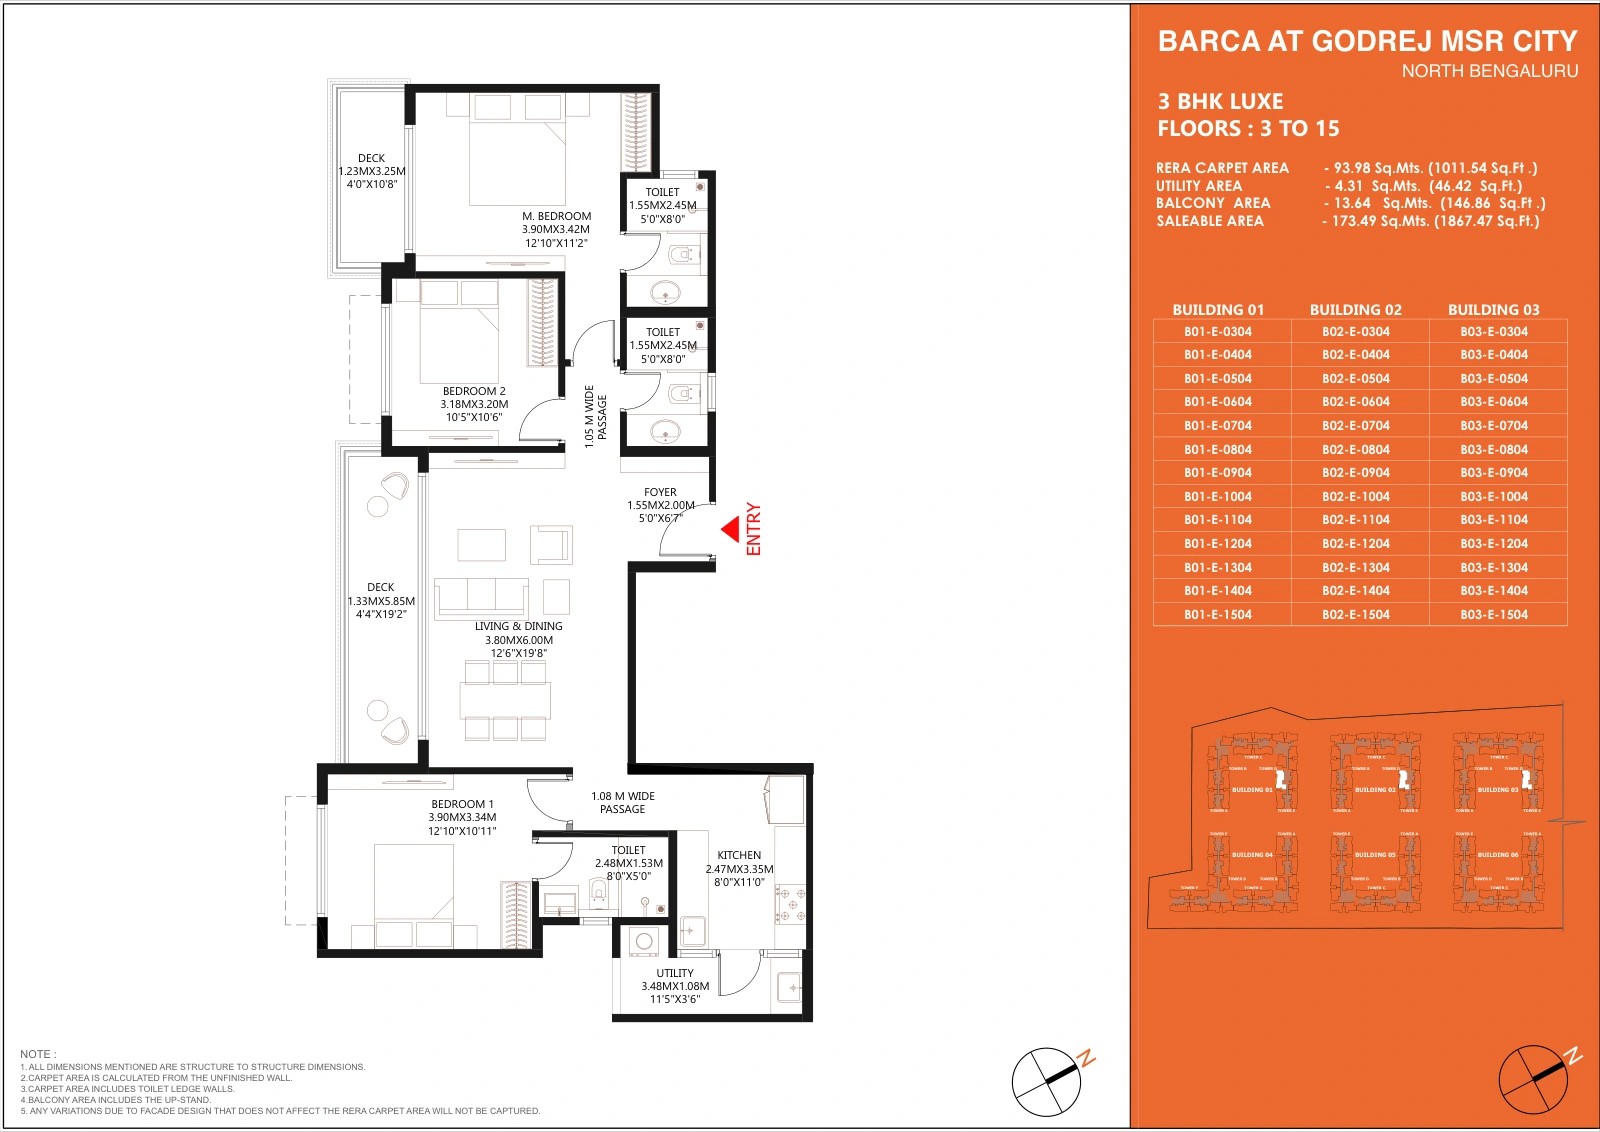 BARCA AT GODREJ MSR CITY
NORTH BENGALURU
3 BHK LUXE
FLOORS : 3 TO 15
RERA CARPET AREA - 93.98 Sq.Mts. (1011.54 Sq.Ft .)
UTILITY AREA - 4.31 Sq.Mts. (46.42 Sq.Ft.)
BALCONY AREA - 13.64 Sq.Mts. (146.86 Sq.Ft .)
SALEABLE AREA - 173.49 Sq.Mts. (1867.47 Sq.Ft.)
BUILDING 01 BUILDING 02 BUILDING 03
B01-E-0304 B02-E-0304 B03-E-0304
B01-E-0404 B02-E-0404 B03-E-0404
B01-E-0504 B02-E-0504 B03-E-0504
B01-E-0604 B02-E-0604 B03-E-0604
B01-E-0704 B02-E-0704 B03-E-0704
B01-E-0804 B02-E-0804 B03-E-0804
B01-E-0904 B02-E-0904 B03-E-0904
B01-E-1004 B02-E-1004 B03-E-1004
B01-E-1104 B02-E-1104 B03-E-1104
B01-E-1204 B02-E-1204 B03-E-1204
B01-E-1304 B02-E-1304 B03-E-1304
B01-E-1404 B02-E-1404 B03-E-1404
B01-E-1504 B02-E-1504 B03-E-1504
DECK
1.23MX3.25M
4'0"X10'8"
M. BEDROOM
3.90MX3.42M
12'10"X11'2"
TOILET
1.55MX2.45M
5'0"X8'0"
TOILET
1.55MX2.45M
5'0"X8'0"
BEDROOM 2
3.18MX3.20M
10'5"X10'6"
1.05 M WIDE
PASSAGE
FOYER
1.55MX2.00M
5'0"X6'7"
ENTRY
DECK
1.33MX5.85M
4'4"X19'2"
LIVING & DINING
3.80MX6.00M
12'6"X19'8"
BEDROOM 1
3.90MX3.34M
12'10"X10'11"
1.08 M WIDE
PASSAGE
TOILET
2.48MX1.53M
8'0"X5'0"
KITCHEN
2.47MX3.35M
8'0"X11'0"
UTILITY
3.48MX1.08M
11'5"X3'6"
BUILDING 01 BUILDING 02 BUILDING 03
BUILDING 04 BUILDING 05 BUILDING 06
NOTE :
1. ALL DIMENSIONS MENTIONED ARE STRUCTURE TO STRUCTURE DIMENSIONS.
2.CARPET AREA IS CALCULATED FROM THE UNFINISHED WALL.
3.CARPET AREA INCLUDES TOILET LEDGE WALLS.
4.BALCONY AREA INCLUDES THE UP-STAND.
5. ANY VARIATIONS DUE TO FACADE DESIGN THAT DOES NOT AFFECT THE RERA CARPET AREA WILL NOT BE CAPTURED.
N
N